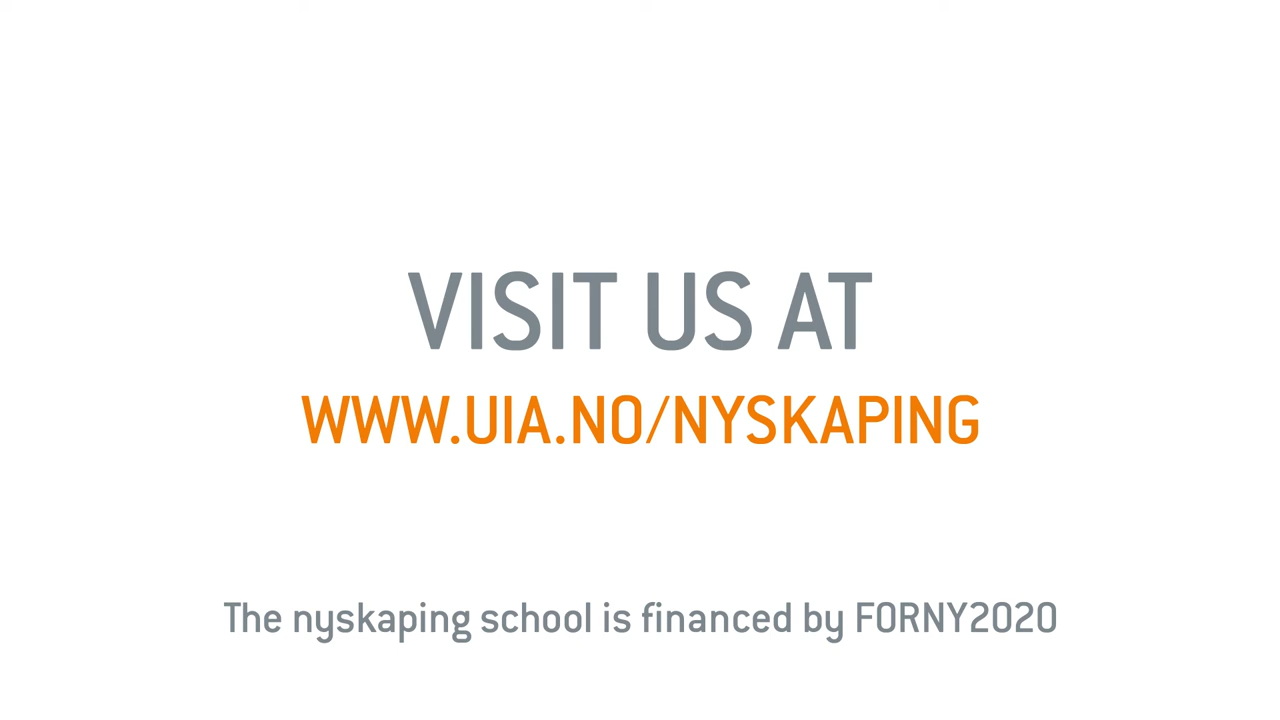 VISIT US AT
WWW.UIA.NO/NYSKAPING
The nyskaping school is financed by FORNY2020